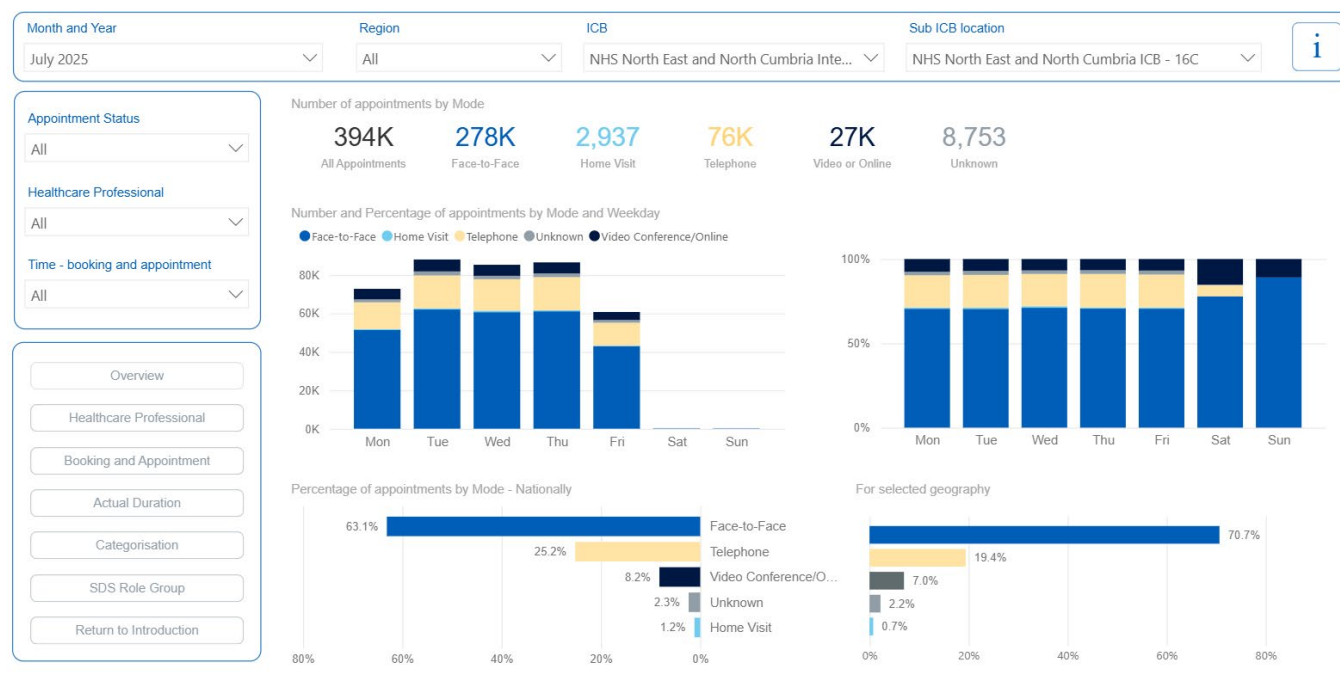 Month and Year
Region
ICB
Sub ICB location
July 2025
All
NHS North East and North Cumbria Inte...
NHS North East and North Cumbria ICB - 16C
i
Appointment Status
All
Healthcare Professional
All
Time - booking and appointment
All
Overview
Healthcare Professional
Booking and Appointment
Actual Duration
Categorisation
SDS Role Group
Return to Introduction
Number of appointments by Mode
394K 278K 2,937 76K 27K 8,753
All Appointments Face-to-Face Home Visit Telephone Video or Online Unknown
Number and Percentage of appointments by Mode and Weekday
Face-to-Face Home Visit Telephone Unknown Video Conference/Online
80K
60K
40K
20K
0K
Mon Tue Wed Thu Fri Sat Sun
100%
50%
0%
Mon Tue Wed Thu Fri Sat Sun
Percentage of appointments by Mode - Nationally
63.1% Face-to-Face
25.2% Telephone
8.2% Video Conference/O...
2.3% Unknown
1.2% Home Visit
80% 60% 40% 20% 0%
For selected geography
70.7%
19.4%
7.0%
2.2%
0.7%
0% 20% 40% 60% 80%